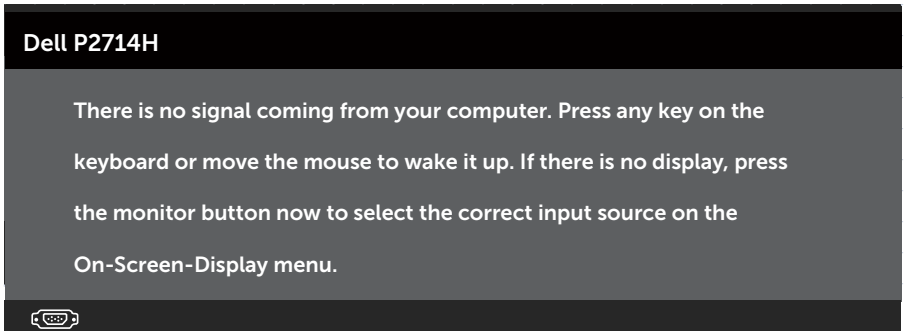 Dell P2714H
There is no signal coming from your computer. Press any key on the
keyboard or move the mouse to wake it up. If there is no display, press
the monitor button now to select the correct input source on the
On-Screen-Display menu.